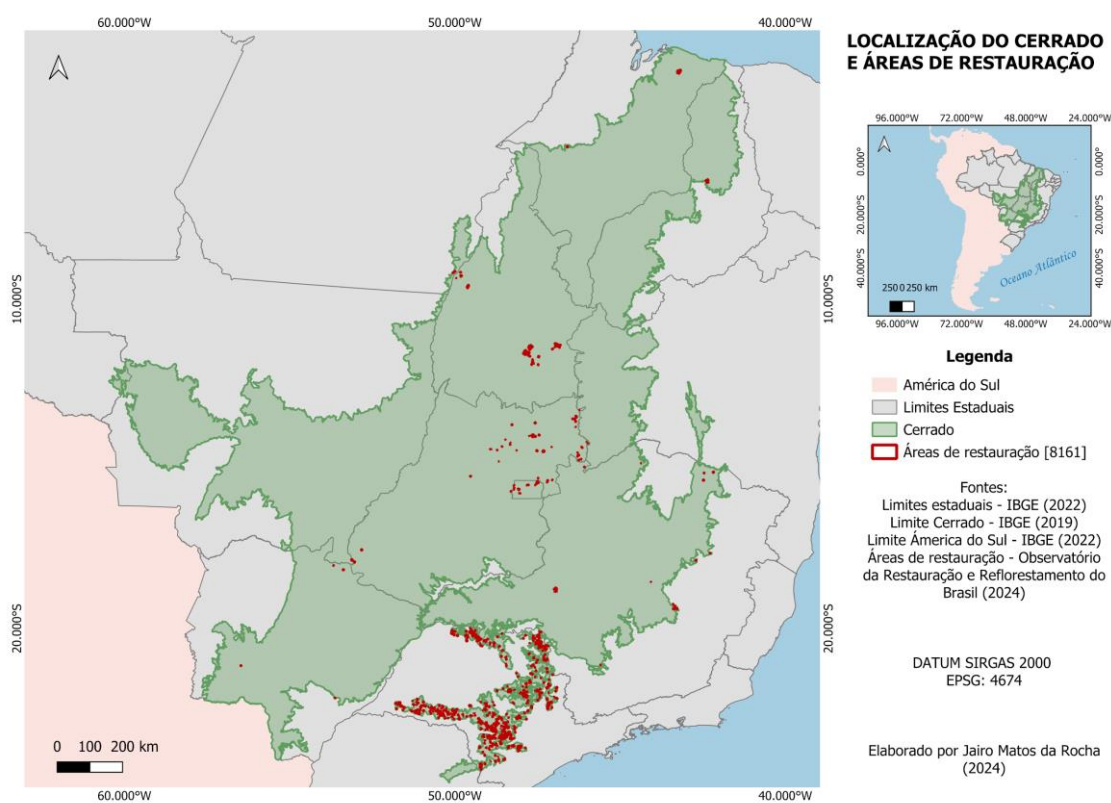 60.000°W 50.000°W 40.000°W
10.000°S
20.000°S
10.000°S
20.000°S
0 100 200 km
60.000°W 50.000°W 40.000°W
LOCALIZAÇÃO DO CERRADO
E ÁREAS DE RESTAURAÇÃO
96.000°W 72.000°W 48.000°W 24.000°W
0.000°
20.000°S
40.000°S
0.000°
20.000°S
40.000°S
Oceano Atlântico
250 0 250 km
96.000°W 72.000°W 48.000°W 24.000°W
Legenda
América do Sul
Limites Estaduais
Cerrado
Áreas de restauração [8161]
Fontes:
Limites estaduais - IBGE (2022)
Limite Cerrado - IBGE (2019)
Limite Ámerica do Sul - IBGE (2022)
Áreas de restauração - Observatório
da Restauração e Reflorestamento do
Brasil (2024)
DATUM SIRGAS 2000
EPSG: 4674
Elaborado por Jairo Matos da Rocha
(2024)